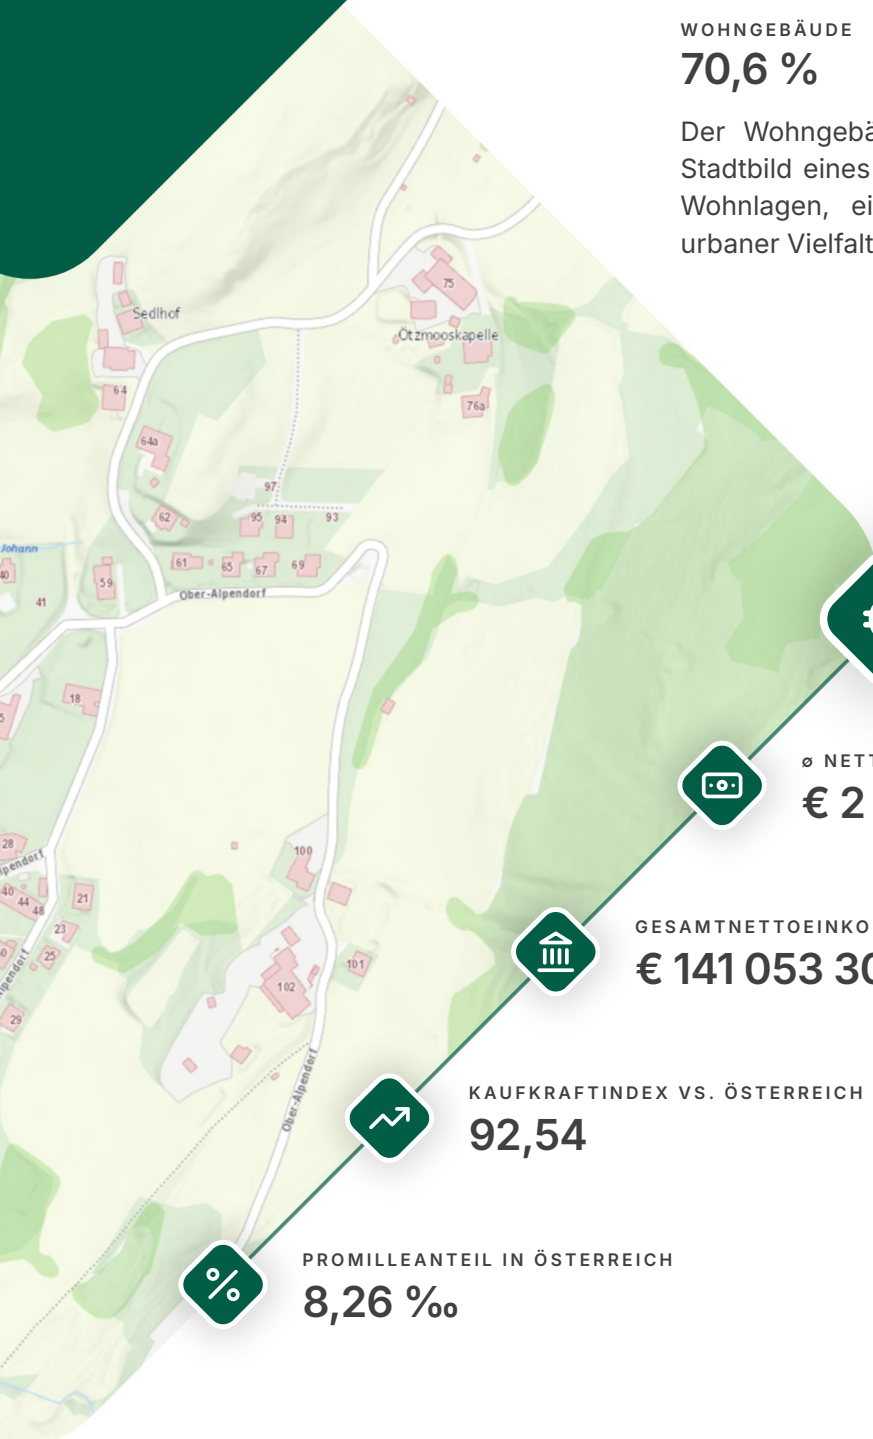 WOHNGEBÄUDE
70,6 %
Der Wohngebä
Stadtbild eines
Wohnlagen, ei
urbaner Vielfalt
75
Sedlhof
Ötzmooskapelle
64
76a
64a
97
62
95 94 93
Johann
61 65 67 69
40
59
Ober-Alpendorf
41
18
5
ø NETT
€ 2
28
100
lpendorf
40
44
48
21
23
GESAMTNETTOEINKO
€ 141 053 30
25
101
102
lpendorf
29
Ober-Alpendorf
KAUFKRAFTINDEX VS. ÖSTERREICH
92,54
PROMILLEANTEIL IN ÖSTERREICH
8,26 ‰